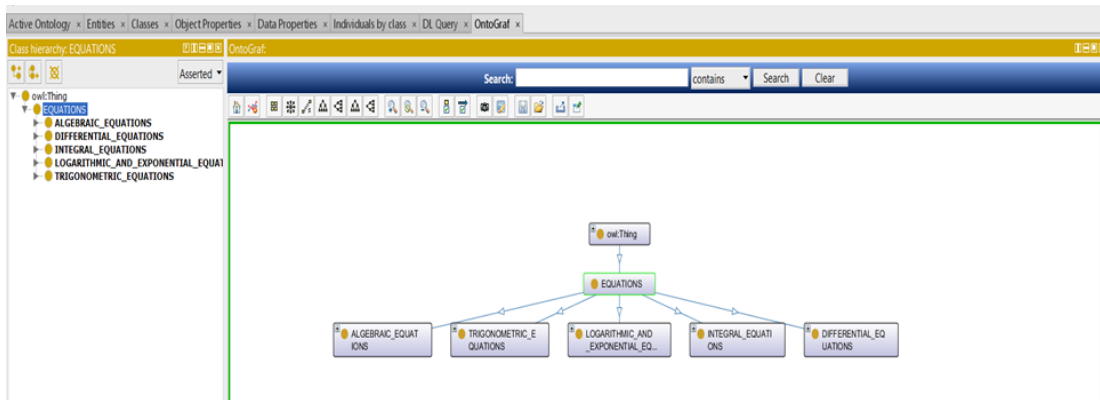 Active Ontology × Entities × Classes × Object Properties × Data Properties × Individuals by class × DL Query × OntoGraf ×
Class hierarchy: EQUATIONS
OntoGraf:
Asserted
Search:
contains
Search
Clear
owl:Thing
EQUATIONS
ALGEBRAIC_EQUATIONS
DIFFERENTIAL_EQUATIONS
INTEGRAL_EQUATIONS
LOGARITHMIC_AND_EXPONENTIAL_EQUAT
TRIGONOMETRIC_EQUATIONS
owl:Thing
EQUATIONS
ALGEBRAIC_EQUAT
IONS
TRIGONOMETRIC_E
QUATIONS
LOGARITHMIC_AND
_EXPONENTIAL_EQ...
INTEGRAL_EQUATI
ONS
DIFFERENTIAL_EQ
UATIONS